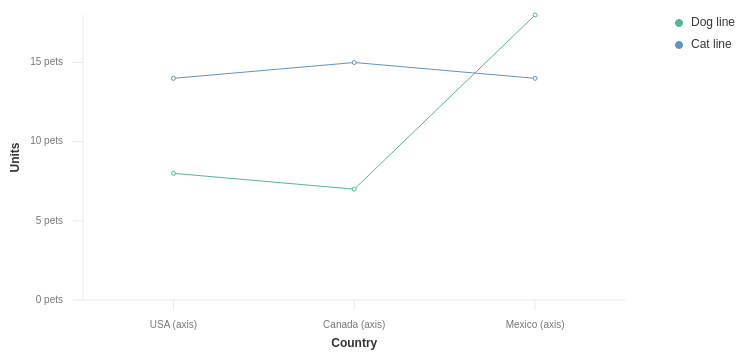 Dog line
Cat line
15 pets
10 pets
5 pets
0 pets
Units
USA (axis)
Canada (axis)
Mexico (axis)
Country